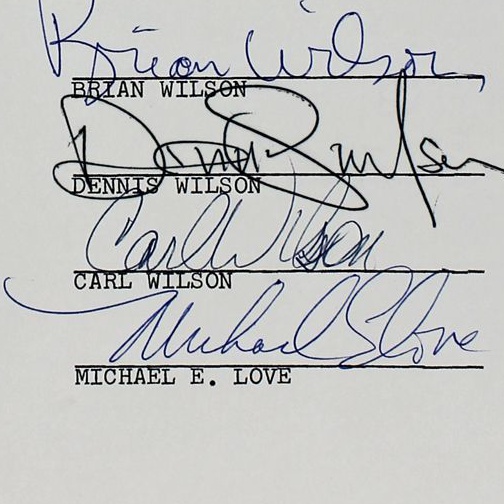 Brian Wilson
BRIAN WILSON
Dennis Wilson
DENNIS WILSON
Carl Wilson
CARL WILSON
Michael E Love
MICHAEL E. LOVE